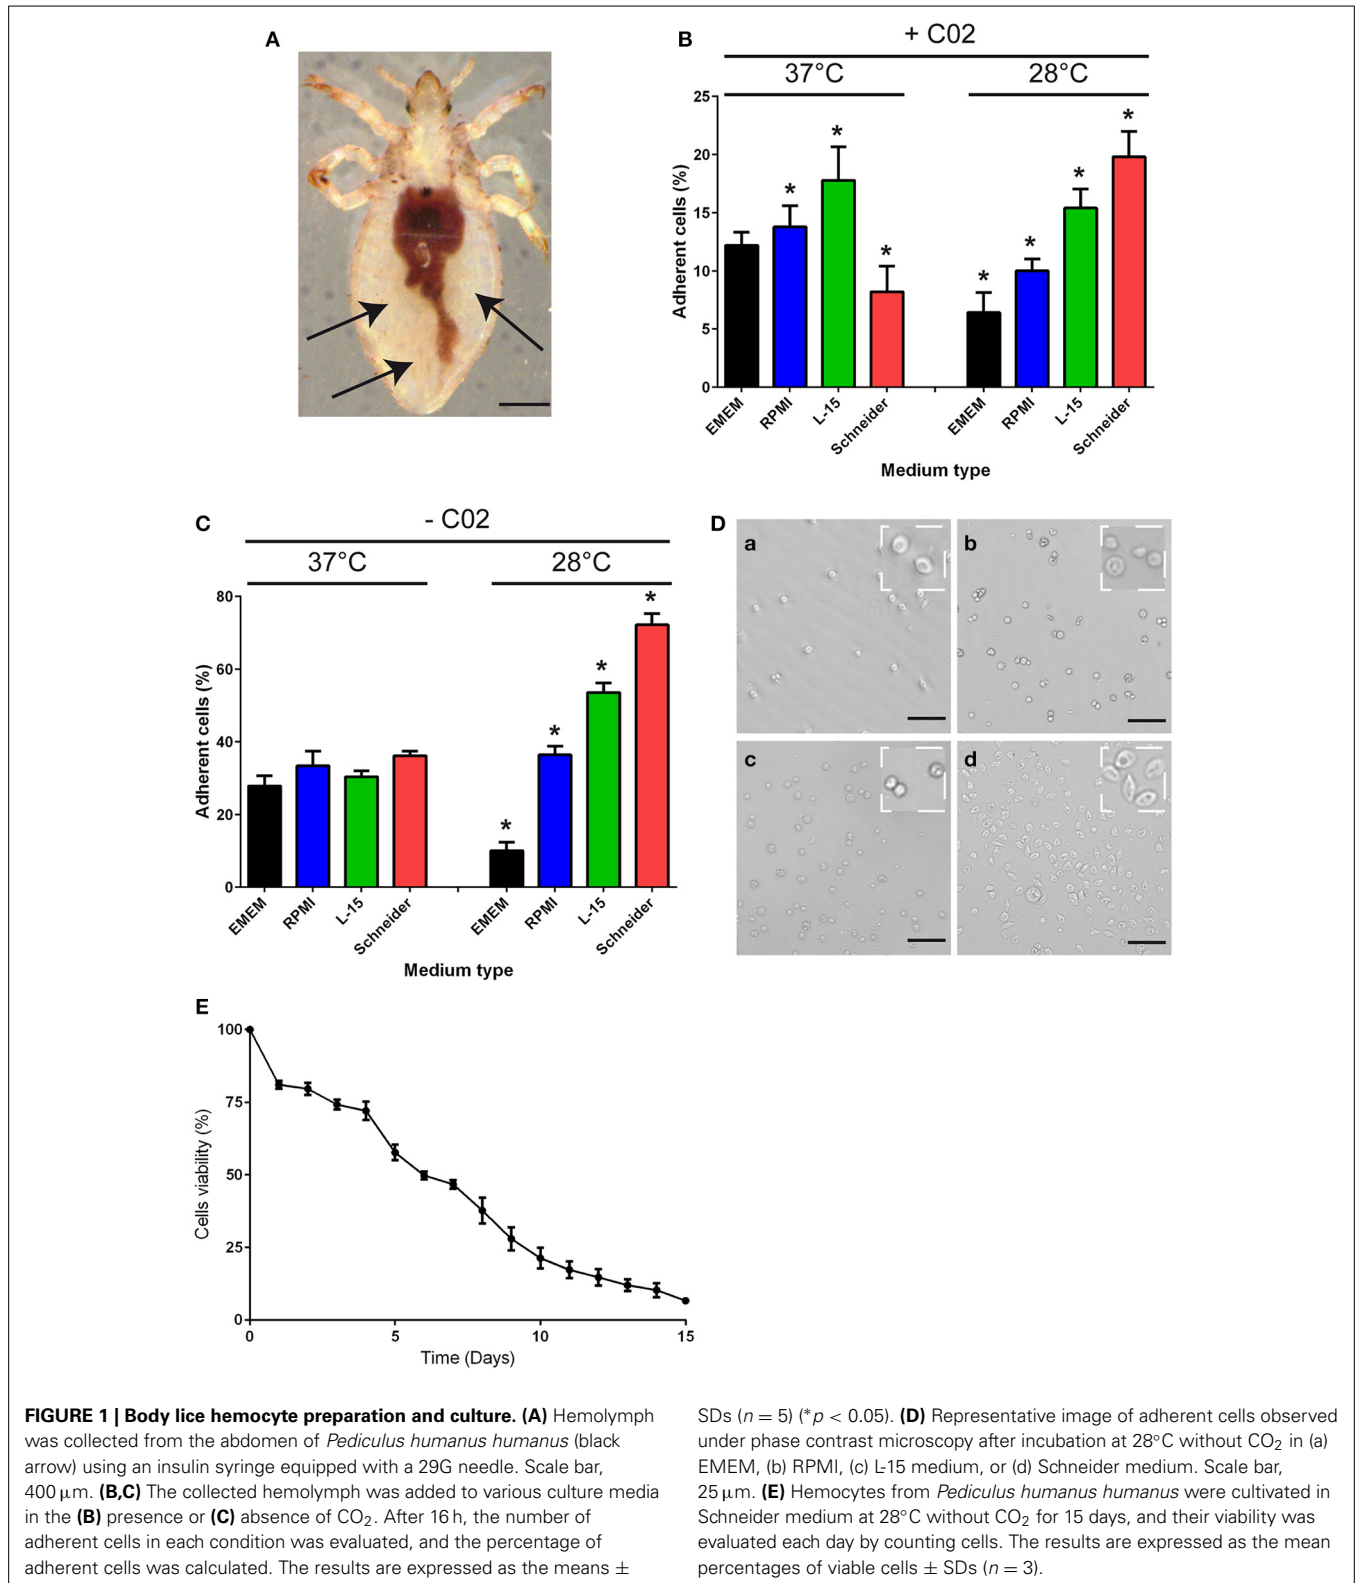 A
B
+ C02
37°C
28°C
25
20
15
10
5
0
Adherent cells (%)
*
*
*
*
*
*
*
EMEM
RPMI
L-15
Schneider
EMEM
RPMI
L-15
Schneider
Medium type
C
- C02
37°C
28°C
80
60
40
20
0
Adherent cells (%)
*
*
*
*
EMEM
RPMI
L-15
Schneider
EMEM
RPMI
L-15
Schneider
Medium type
D
a
b
c
d
E
100
75
50
25
0
Cells viability (%)
0
5
10
15
Time (Days)
FIGURE 1 | Body lice hemocyte preparation and culture. (A) Hemolymph
was collected from the abdomen of Pediculus humanus humanus (black
arrow) using an insulin syringe equipped with a 29G needle. Scale bar,
400 μm. (B,C) The collected hemolymph was added to various culture media
in the (B) presence or (C) absence of CO₂. After 16 h, the number of
adherent cells in each condition was evaluated, and the percentage of
adherent cells was calculated. The results are expressed as the means ±
SDs (n = 5) (*p < 0.05). (D) Representative image of adherent cells observed
under phase contrast microscopy after incubation at 28°C without CO₂ in (a)
EMEM, (b) RPMI, (c) L-15 medium, or (d) Schneider medium. Scale bar,
25 μm. (E) Hemocytes from Pediculus humanus humanus were cultivated in
Schneider medium at 28°C without CO₂ for 15 days, and their viability was
evaluated each day by counting cells. The results are expressed as the mean
percentages of viable cells ± SDs (n = 3).